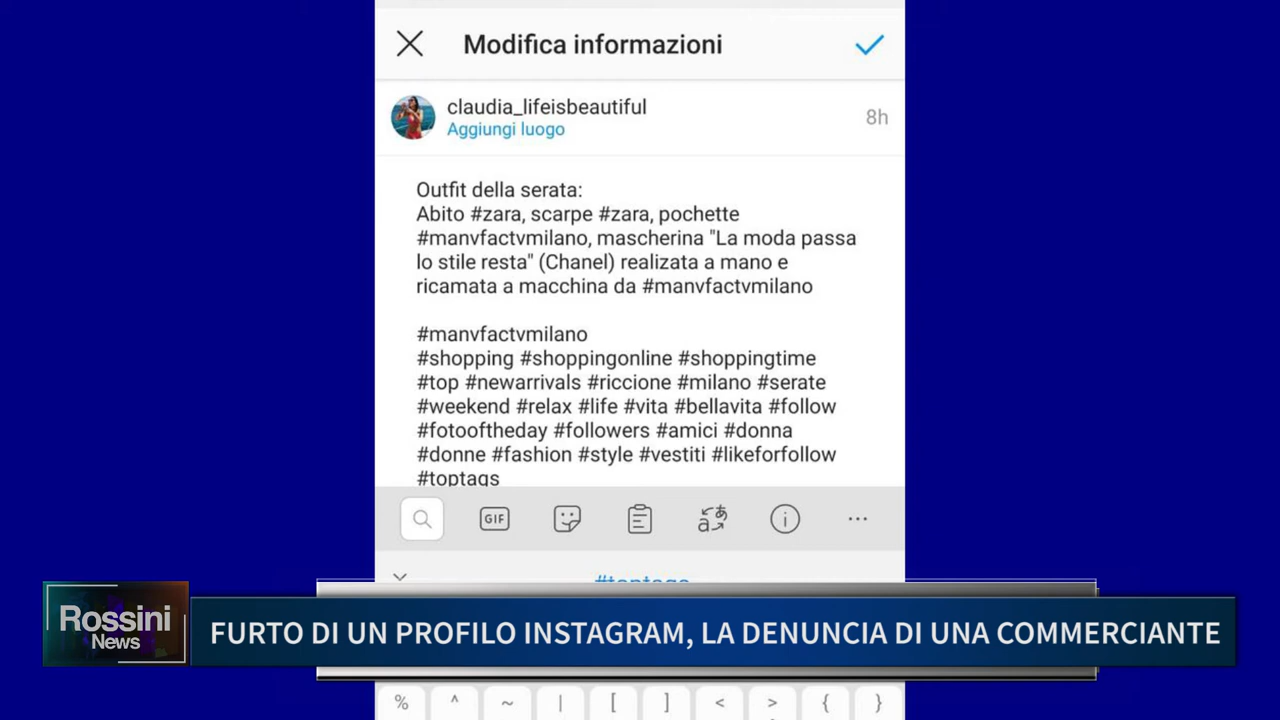 Modifica informazioni
claudia_lifeisbeautiful
Aggiungi luogo
8h
Outfit della serata:
Abito #zara, scarpe #zara, pochette
#manvfactvmilano, mascherina "La moda passa
lo stile resta" (Chanel) realizata a mano e
ricamata a macchina da #manvfactvmilano
#manvfactvmilano
#shopping #shoppingonline #shoppingtime
#top #newarrivals #riccione #milano #serate
#weekend #relax #life #vita #bellavita #follow
#fotooftheday #followers #amici #donna
#donne #fashion #style #vestiti #likeforfollow
#toptags
GIF
#toptags
Rossini
News
FURTO DI UN PROFILO INSTAGRAM, LA DENUNCIA DI UNA COMMERCIANTE
% ^ ~ | [ ] < > { }